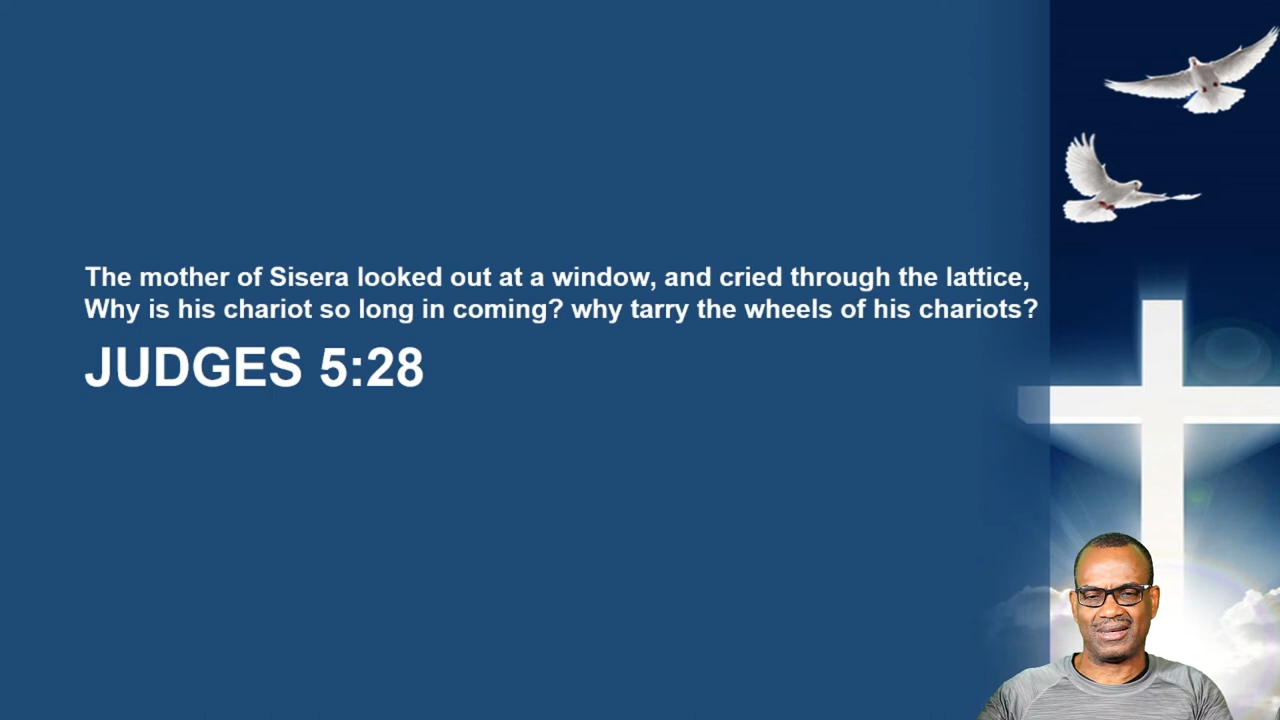 The mother of Sisera looked out at a window, and cried through the lattice,
Why is his chariot so long in coming? why tarry the wheels of his chariots?
JUDGES 5:28